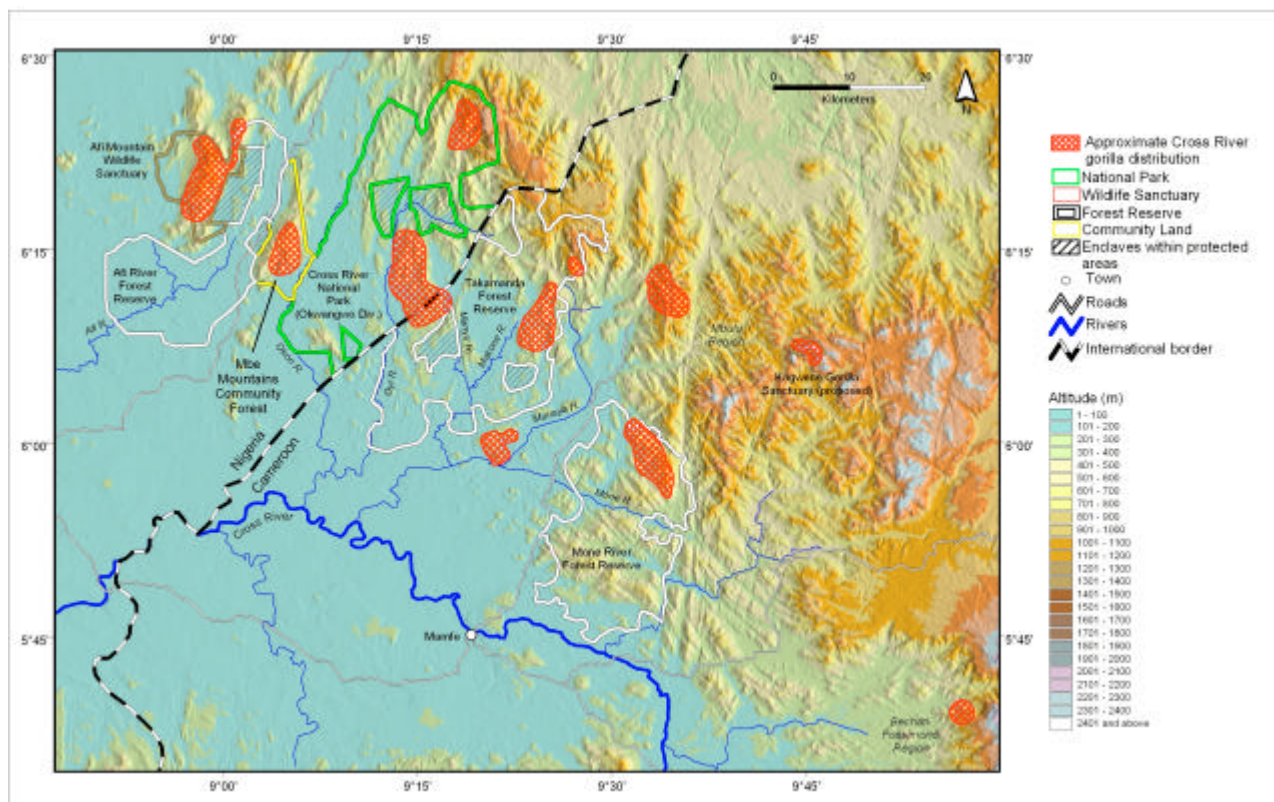 9°00'
9°15'
9°30'
9°45'
6°30'
6°30'
0 10 20
Kilometers
N
Afi Mountain
Wildlife
Sanctuary
6°15'
6°15'
Afi River
Forest
Reserve
Afi R.
Cross River
National
Park
(Okwangwo Div.)
Takamanda
Forest
Reserve
Mbulu
Region
Kagwene Gorilla
Sanctuary (proposed)
Mbe
Mountains
Community
Forest
Okon R.
Oyi R.
Makone R.
Munaya R.
6°00'
6°00'
Nigeria
Cameroon
Cross River
Mone R.
Mone River
Forest Reserve
Mamfe
5°45'
5°45'
Bechati
Fossimondi
Region
9°00'
9°15'
9°30'
9°45'
Approximate Cross River
gorilla distribution
National Park
Wildlife Sanctuary
Forest Reserve
Community Land
Enclaves within protected
areas
Town
Roads
Rivers
International border
Altitude (m)
1 - 100
101 - 200
201 - 300
301 - 400
401 - 500
501 - 600
601 - 700
701 - 800
801 - 900
901 - 1000
1001 - 1100
1101 - 1200
1201 - 1300
1301 - 1400
1401 - 1500
1501 - 1600
1601 - 1700
1701 - 1800
1801 - 1900
1901 - 2000
2001 - 2100
2101 - 2200
2201 - 2300
2301 - 2400
2401 and above